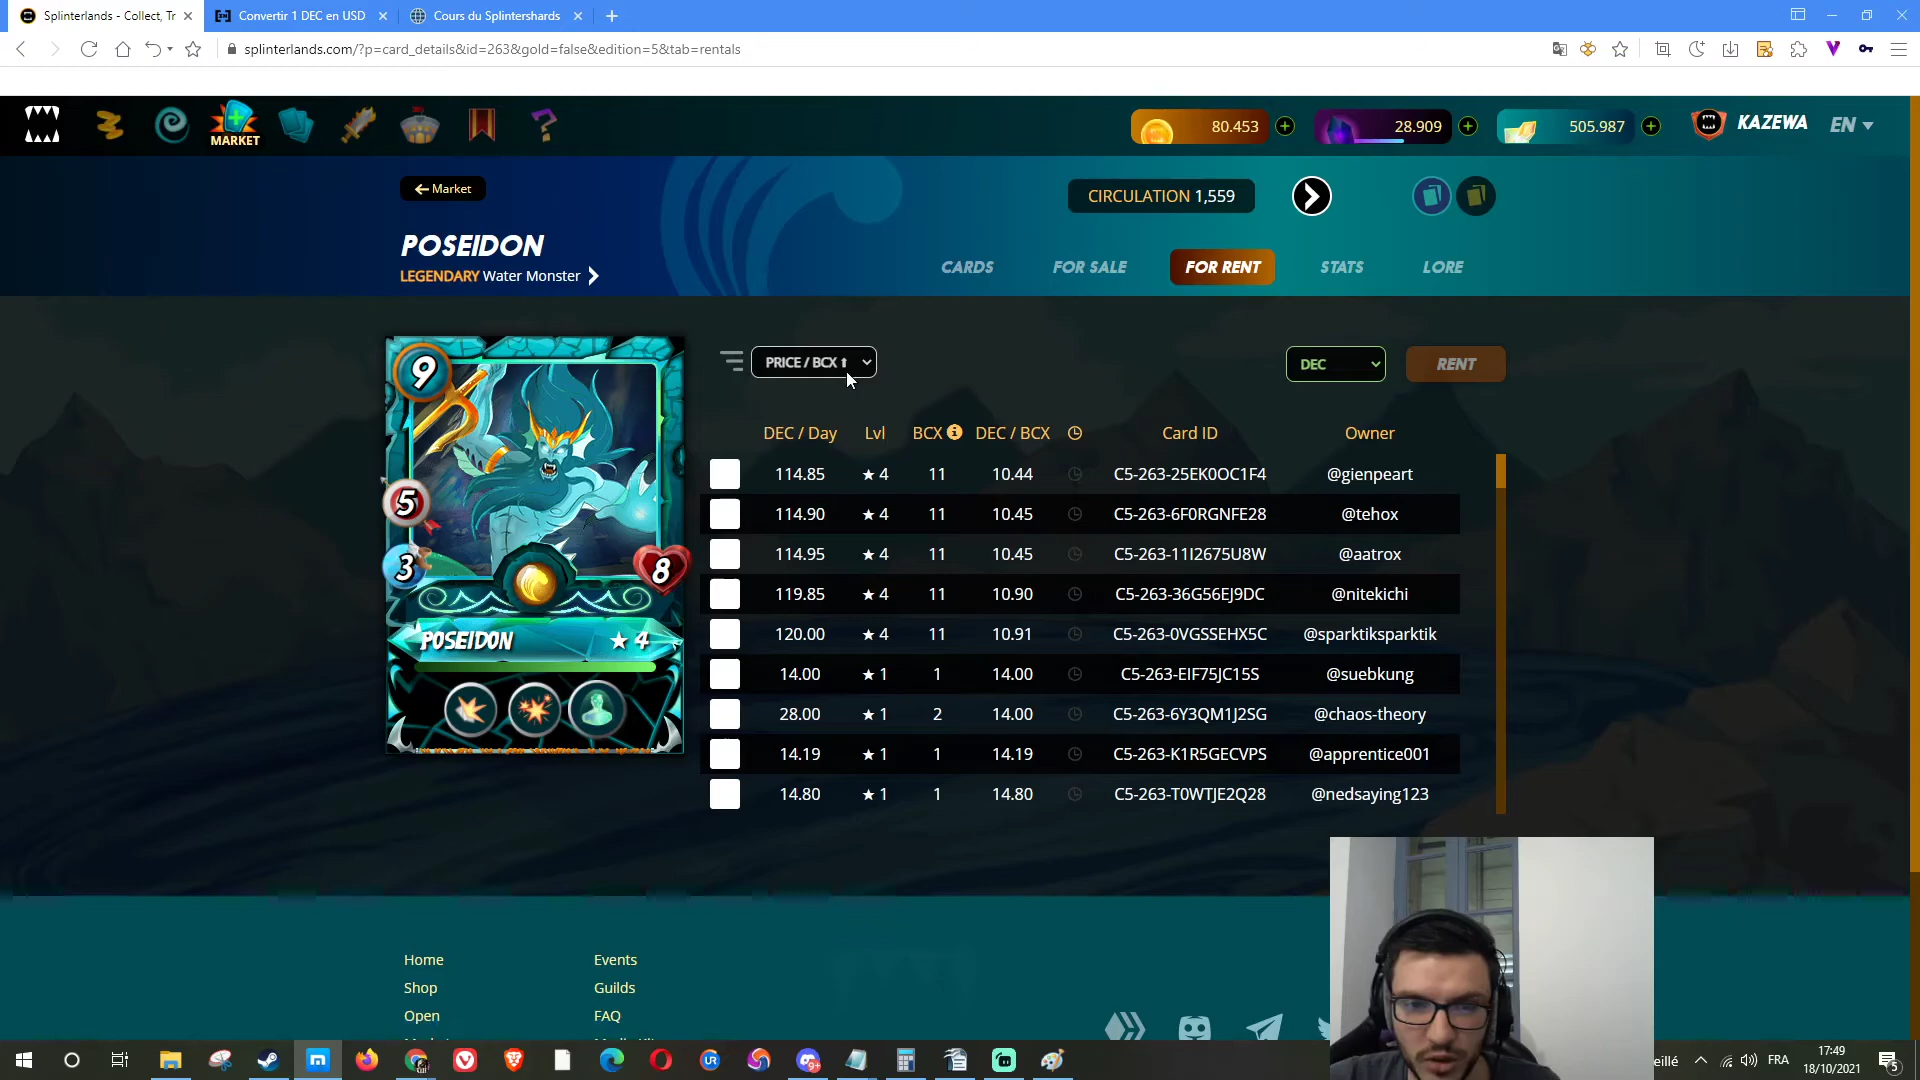 Splinterlands - Collect, Tr
Convertir 1 DEC en USD
Cours du Splintershards
splinterlands.com/?p=card_details&id=263&gold=false&edition=5&tab=rentals
MARKET
80.453
28.909
505.987
KAZEWA
EN
Market
CIRCULATION 1,559
POSEIDON
LEGENDARY Water Monster
CARDS
FOR SALE
FOR RENT
STATS
LORE
9
5
3
8
POSEIDON ★ 4
PRICE / BCX ⬆
DEC
RENT
DEC / Day Lvl BCX DEC / BCX Card ID Owner
114.85 ★ 4 11 10.44 C5-263-25EK0OC1F4 @gienpeart
114.90 ★ 4 11 10.45 C5-263-6F0RGNFE28 @tehox
114.95 ★ 4 11 10.45 C5-263-11I2675U8W @aatrox
119.85 ★ 4 11 10.90 C5-263-36G56EJ9DC @nitekichi
120.00 ★ 4 11 10.91 C5-263-0VGSSEHX5C @sparktiksparktik
14.00 ★ 1 1 14.00 C5-263-EIF75JC15S @suebkung
28.00 ★ 1 2 14.00 C5-263-6Y3QM1J2SG @chaos-theory
14.19 ★ 1 1 14.19 C5-263-K1R5GECVPS @apprentice001
14.80 ★ 1 1 14.80 C5-263-T0WTJE2Q28 @nedsaying123
Home
Shop
Open
Events
Guilds
FAQ
FRA
17:49
18/10/2021
5